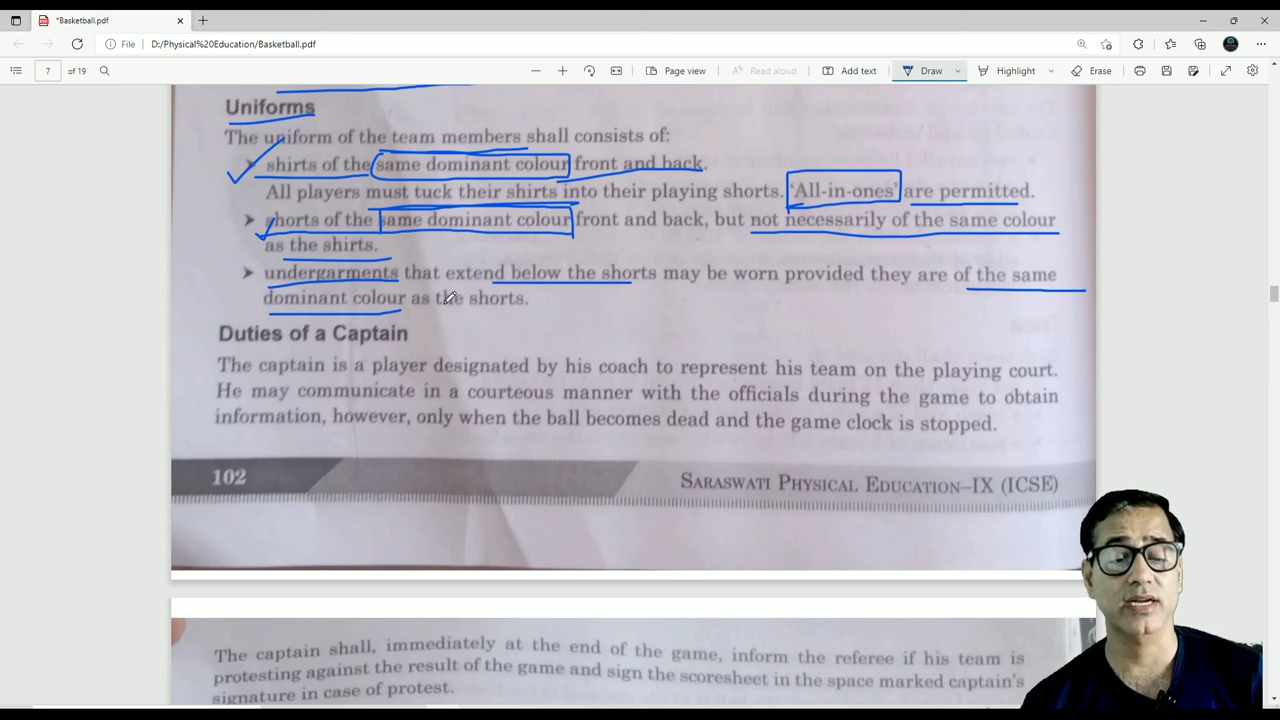 *Basketball.pdf
File
D:/Physical%20Education/Basketball.pdf
7 of 19
Page view
Read aloud
Add text
Draw
Highlight
Erase
Uniforms
The uniform of the team members shall consists of:
shirts of the same dominant colour front and back.
All players must tuck their shirts into their playing shorts. 'All-in-ones' are permitted.
shorts of the same dominant colour front and back, but not necessarily of the same colour
as the shirts.
undergarments that extend below the shorts may be worn provided they are of the same
dominant colour as the shorts.
Duties of a Captain
The captain is a player designated by his coach to represent his team on the playing court.
He may communicate in a courteous manner with the officials during the game to obtain
information, however, only when the ball becomes dead and the game clock is stopped.
102
SARASWATI PHYSICAL EDUCATION–IX (ICSE)
The captain shall, immediately at the end of the game, inform the referee if his team is
protesting against the result of the game and sign the scoresheet in the space marked captain's
signature in case of protest.